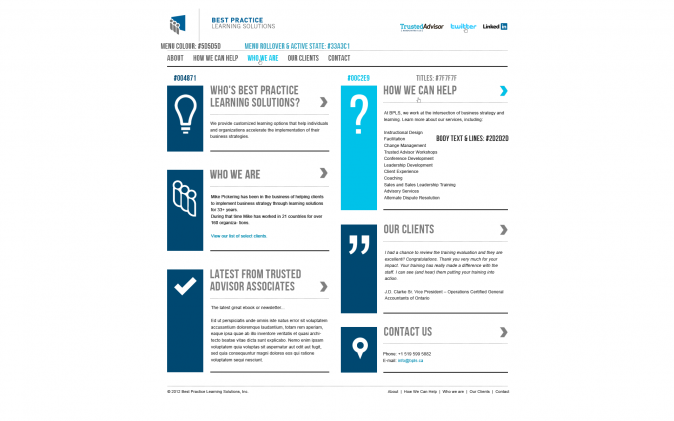 BEST PRACTICE
LEARNING SOLUTIONS
TrustedAdvisor
twitter
Linked in
MENU COLOUR: #505050
MENU ROLLOVER & ACTIVE STATE: #33A3C1
ABOUT HOW WE CAN HELP WHO WE ARE OUR CLIENTS CONTACT
#004871
WHO'S BEST PRACTICE
LEARNING SOLUTIONS?
We provide customized learning options that help individuals
and organizations accelerate the implementation of their
business strategies.
WHO WE ARE
Mike Pickering has been in the business of helping clients
to implement business strategy through learning solutions
for 33+ years.
During that time Mike has worked in 21 countries for over
160 organiza- tions.
View our list of select clients.
LATEST FROM TRUSTED
ADVISOR ASSOCIATES
The latest great ebook or newsletter...
Ed ut perspiciatis unde omnis iste natus error sit voluptatem
accusantium doloremque laudantium, totam rem aperiam,
eaque ipsa quae ab illo inventore veritatis et quasi archi-
tecto beatae vitae dicta sunt explicabo. Nemo enim ipsam
voluptatem quia voluptas sit aspernatur aut odit aut fugit,
sed quia consequuntur magni dolores eos qui ratione
voluptatem sequi nesciunt.
#00C2E9
TITLES: #7F7F7F
HOW WE CAN HELP
At BPLS, we work at the intersection of business strategy and
learning. Learn more about our services, including:
Instructional Design
Facilitation
BODY TEXT & LINES: #2D2D2D
Change Management
Trusted Advisor Workshops
Conference Development
Leadership Development
Client Experience
Coaching
Sales and Sales Leadership Training
Advisory Services
Alternate Dispute Resolution
OUR CLIENTS
I had a chance to review the training evaluation and they are
excellent! Congratulations. Thank you very much for your
impact. Your training has really made a difference with the
staff. I can see (and hear) them putting your training into
action.
J.D. Clarke Sr. Vice President – Operations Certified General
Accountants of Ontario
CONTACT US
Phone: +1 519 599 5662
E-mail: info@bpls.ca
© 2012 Best Practice Learning Solutions, Inc.
About | How We Can Help | Who we are | Our Clients | Contact